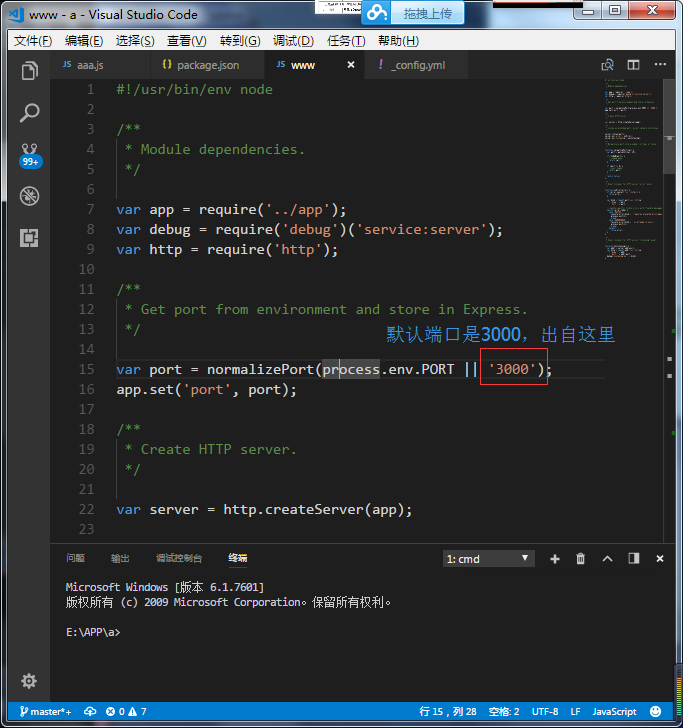 www - a - Visual Studio Code
拖拽上传
文件(F) 编辑(E) 选择(S) 查看(V) 转到(G) 调试(D) 任务(T) 帮助(H)
JS aaa.js {} package.json JS www ! _config.yml
1 #!/usr/bin/env node
2
3 /**
4 * Module dependencies.
5 */
6
7 var app = require('../app');
8 var debug = require('debug')('service:server');
9 var http = require('http');
10
11 /**
12 * Get port from environment and store in Express.
13 */
默认端口是3000，出自这里
14
15 var port = normalizePort(process.env.PORT || '3000');
16 app.set('port', port);
17
18 /**
19 * Create HTTP server.
20 */
21
22 var server = http.createServer(app);
23
99+
问题 输出 调试控制台 终端 1: cmd
Microsoft Windows [版本 6.1.7601]
版权所有 (c) 2009 Microsoft Corporation。保留所有权利。
E:\APP\a>
master*+ 0 7 行 15，列 28 空格: 2 UTF-8 LF JavaScript